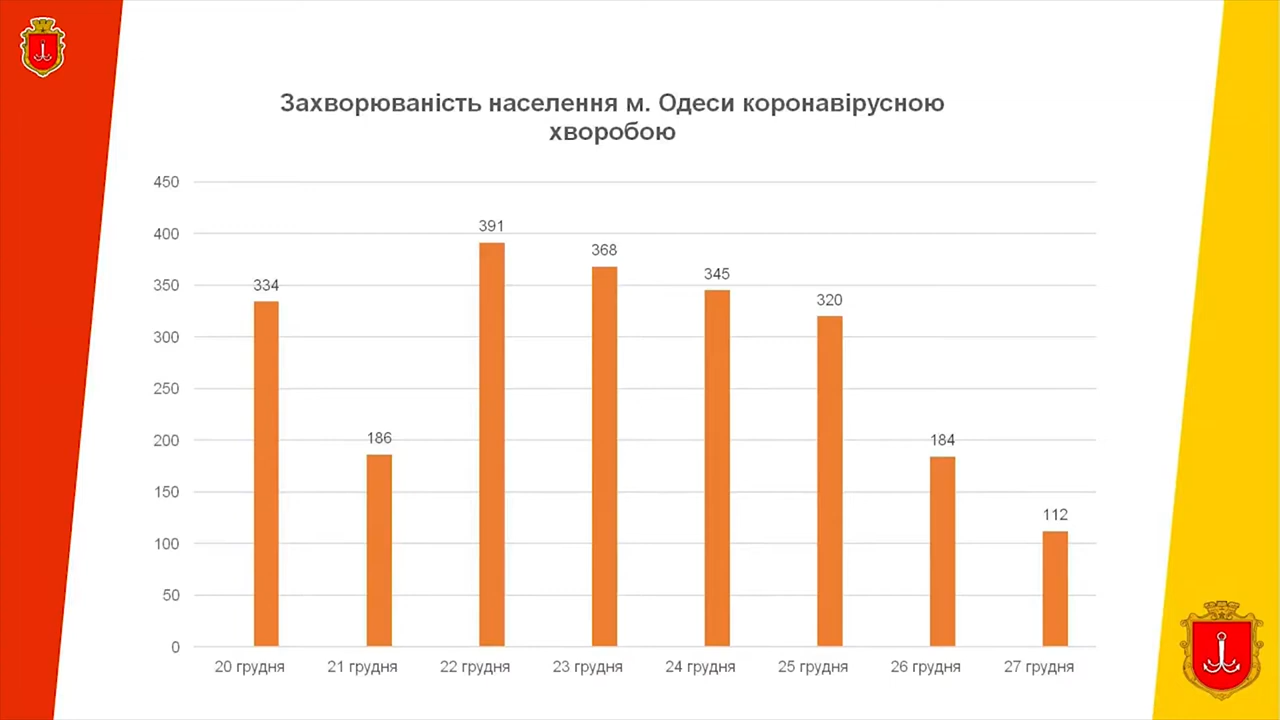 Захворюваність населення м. Одеси коронавірусною
хворобою
450
400
350
300
250
200
150
100
50
0
334
186
391
368
345
320
184
112
20 грудня
21 грудня
22 грудня
23 грудня
24 грудня
25 грудня
26 грудня
27 грудня